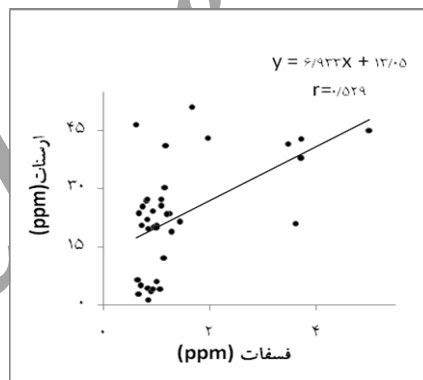 y = ۶/۹۳۳x + ۱۳/۰۵
r=۰/۵۲۹
۴۵
۳۰
۱۵
۰
ارسنات(ppm)
۰ ۲ ۴
فسفات (ppm)